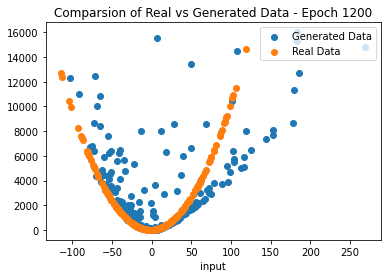 Comparsion of Real vs Generated Data - Epoch 1200
Generated Data
Real Data
16000
14000
12000
10000
8000
6000
4000
2000
0
−100 −50 0 50 100 150 200 250
input